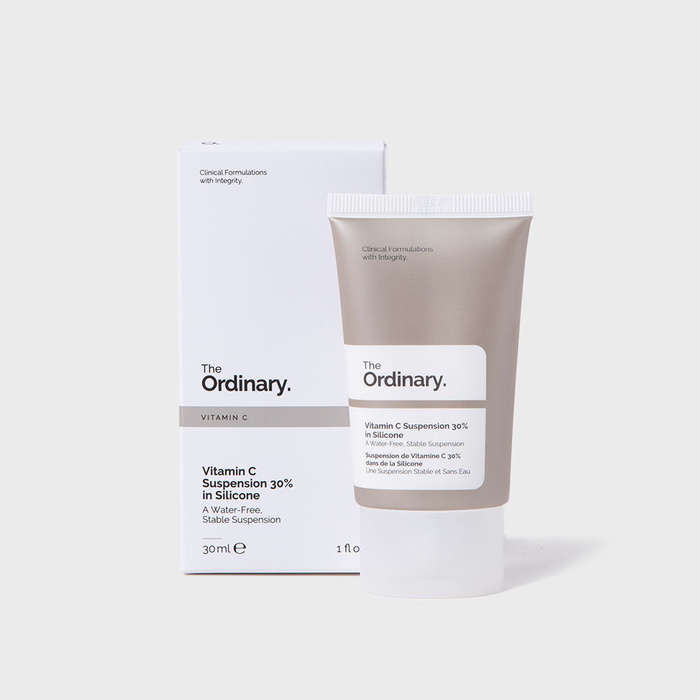 Clinical Formulations
with Integrity.
The
Ordinary.
VITAMIN C
Vitamin C
Suspension 30%
in Silicone
A Water-Free,
Stable Suspension
30 ml ℮
1 fl o
Clinical Formulations
with Integrity.
The
Ordinary.
Vitamin C Suspension 30%
in Silicone
A Water-Free, Stable Suspension
Suspension de Vitamine C 30%
dans de la Silicone
Une Suspension Stable et Sans Eau